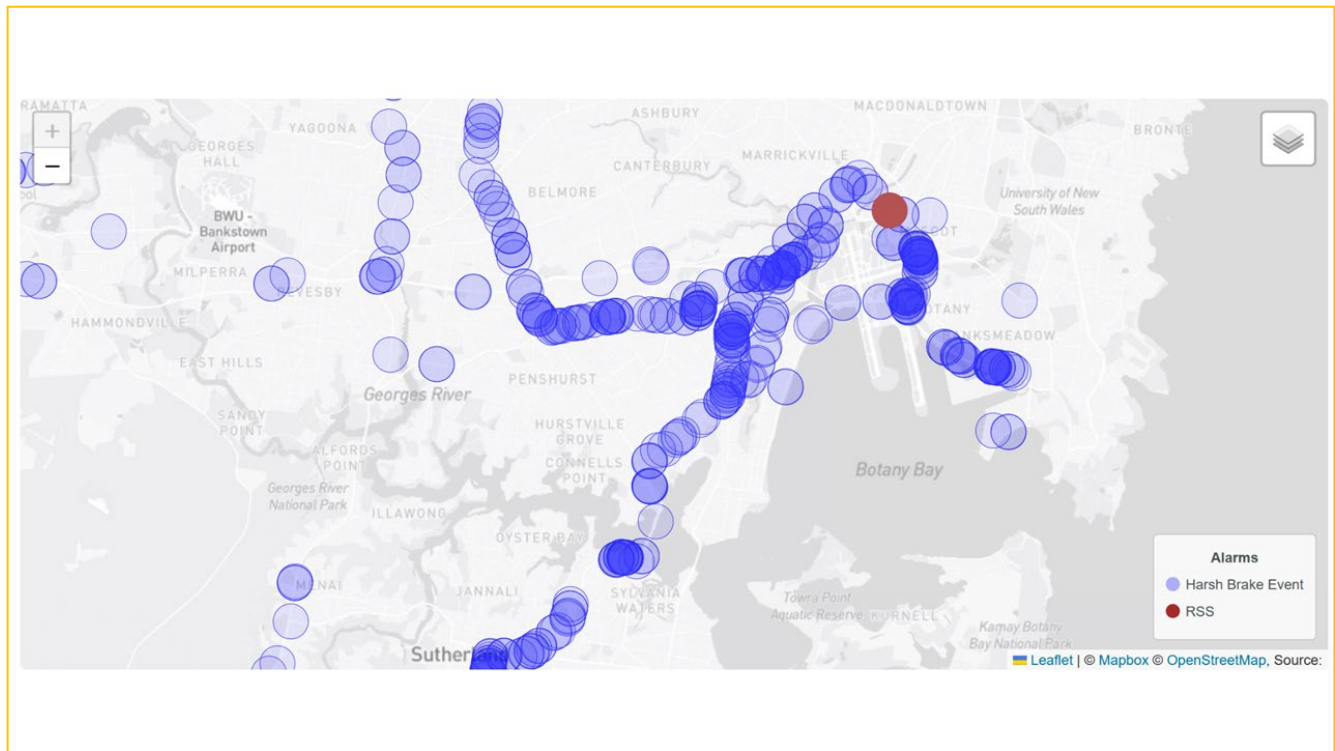 RAMATTA
ASHBURY
MACDONALDTOWN
+
YAGOONA
BRONTE
GEORGES
HALL
MARRICKVILLE
CANTERBURY
−
BELMORE
University of New
South Wales
BWU -
Bankstown
Airport
MILPERRA
HAMMONDVILLE
EAST HILLS
PENSHURST
Georges River
SANDY
POINT
HURSTVILLE
GROVE
ALFORDS
POINT
CONNELLS
POINT
Botany Bay
Georges River
National Park
ILLAWONG
OYSTER BAY
MENAI
JANNALI
SYLVANIA
WATERS
Towra Point
Aquatic Reserve
KURNELL
Kamay Botany
Bay National Park
Sutherland
Alarms
Harsh Brake Event
RSS
Leaflet | © Mapbox © OpenStreetMap, Source: